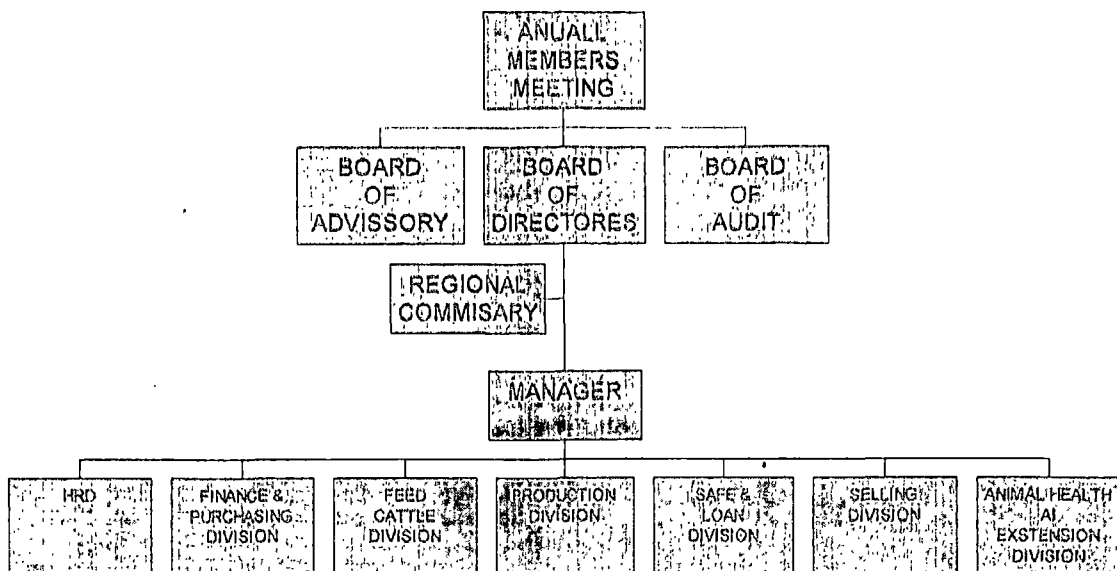 ANUALL
MEMBERS
MEETING
BOARD
OF
ADVISSORY
BOARD
OF
DIRECTORES
BOARD
OF
AUDIT
REGIONAL
COMMISARY
MANAGER
HRD
FINANCE &
PURCHASING
DIVISION
FEED
CATTLE
DIVISION
PRODUCTION
DIVISION
SAFE &
LOAN
DIVISION
SELLING
DIVISION
ANIMAL HEALTH
AI
EXSTENSION
DIVISION